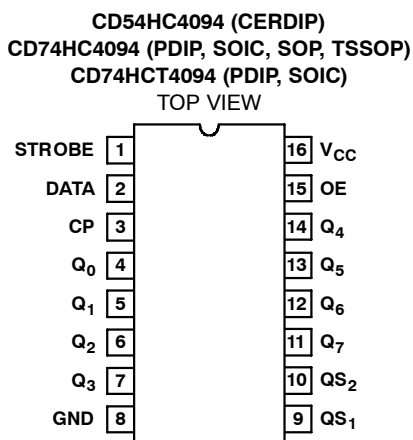 CD54HC4094 (CERDIP)
CD74HC4094 (PDIP, SOIC, SOP, TSSOP)
CD74HCT4094 (PDIP, SOIC)
TOP VIEW
STROBE 1 16 VCC
DATA 2 15 OE
CP 3 14 Q4
Q0 4 13 Q5
Q1 5 12 Q6
Q2 6 11 Q7
Q3 7 10 QS2
GND 8 9 QS1